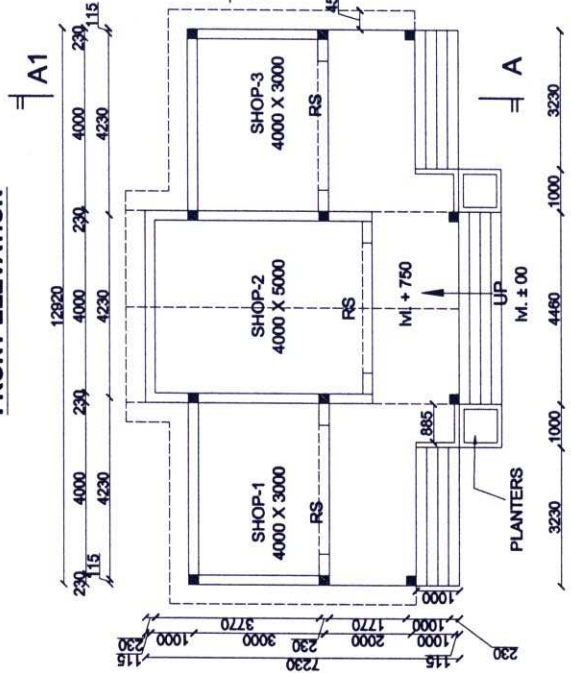 FRONT ELEVATION
A1
12920
230 4000 230 4000 230 4000 230
115 4230 4230 4230 115
45
SHOP-1
4000 X 3000
RS
SHOP-2
4000 X 5000
RS
SHOP-3
4000 X 3000
RS
M. + 750
885
UP
M. ± 00
A
PLANTERS
3230 1000 4460 1000 3230
1000
230 3770 230 1770 1000 230
1000 3000 2000 1000
115 7230 115